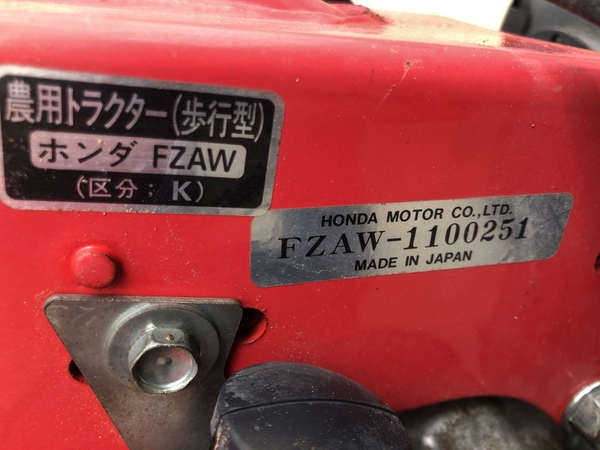 農用トラクター(歩行型)
ホンダ FZAW
(区分: K)
HONDA MOTOR CO.,LTD.
FZAW-1100251
MADE IN JAPAN